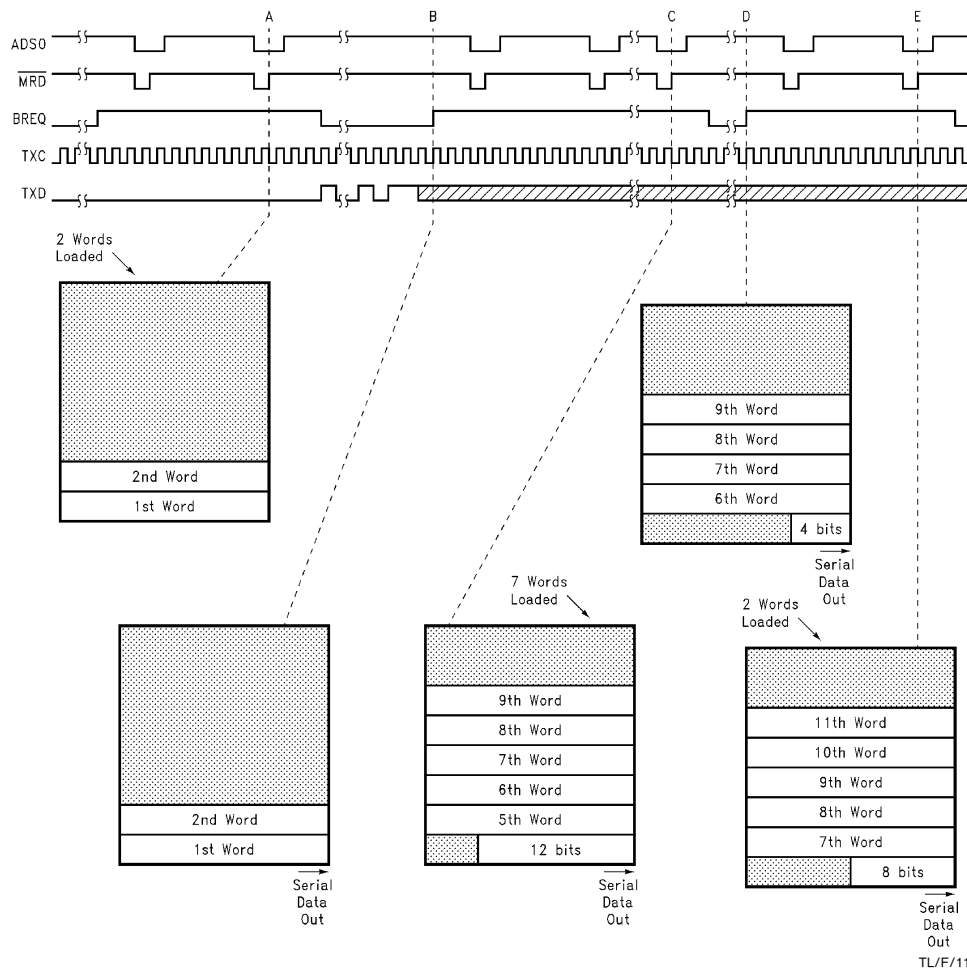 A B C D E
ADS0
MRD
BREQ
TXC
TXD
2 Words
Loaded
2nd Word
1st Word
9th Word
8th Word
7th Word
6th Word
4 bits
Serial
Data
Out
2nd Word
1st Word
Serial
Data
Out
7 Words
Loaded
9th Word
8th Word
7th Word
6th Word
5th Word
12 bits
Serial
Data
Out
2 Words
Loaded
11th Word
10th Word
9th Word
8th Word
7th Word
8 bits
Serial
Data
Out
TL/F/11